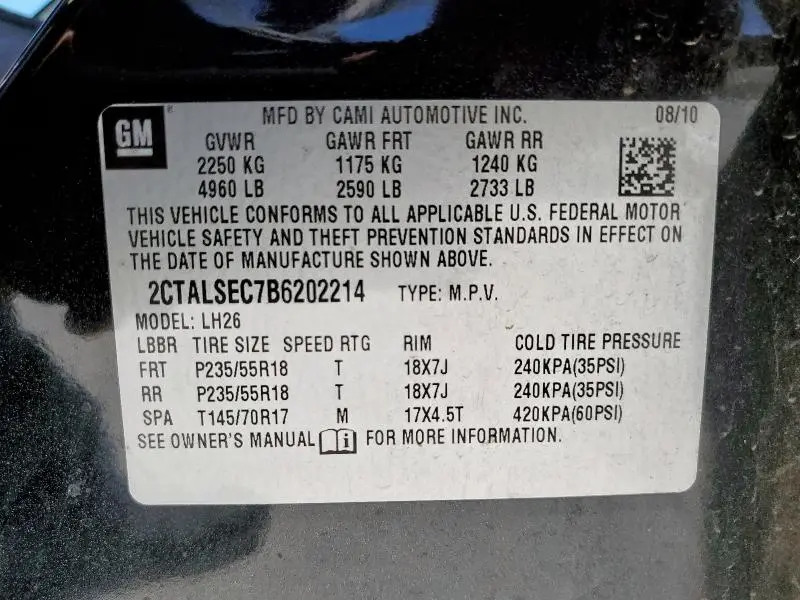 GM
MFD BY CAMI AUTOMOTIVE INC. 08/10
GVWR GAWR FRT GAWR RR
2250 KG 1175 KG 1240 KG
4960 LB 2590 LB 2733 LB
THIS VEHICLE CONFORMS TO ALL APPLICABLE U.S. FEDERAL MOTOR
VEHICLE SAFETY AND THEFT PREVENTION STANDARDS IN EFFECT ON
THE DATE OF MANUFACTURE SHOWN ABOVE.
2CTALSEC7B6202214 TYPE: M.P.V.
MODEL: LH26
LBBR TIRE SIZE SPEED RTG RIM COLD TIRE PRESSURE
FRT P235/55R18 T 18X7J 240KPA(35PSI)
RR P235/55R18 T 18X7J 240KPA(35PSI)
SPA T145/70R17 M 17X4.5T 420KPA(60PSI)
SEE OWNER'S MANUAL i FOR MORE INFORMATION.